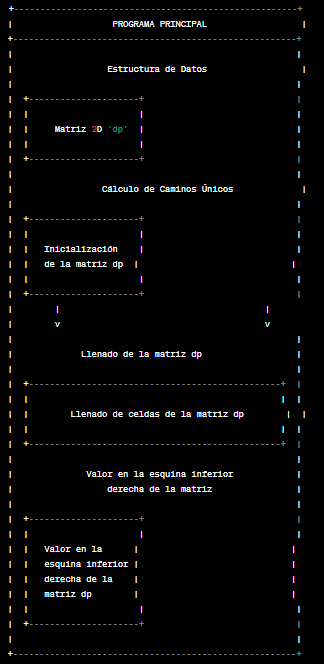 PROGRAMA PRINCIPAL
Estructura de Datos
Matriz 2D 'dp'
Cálculo de Caminos Únicos
Inicialización
de la matriz dp
v v
Llenado de la matriz dp
Llenado de celdas de la matriz dp
Valor en la esquina inferior
derecha de la matriz
Valor en la
esquina inferior
derecha de la
matriz dp